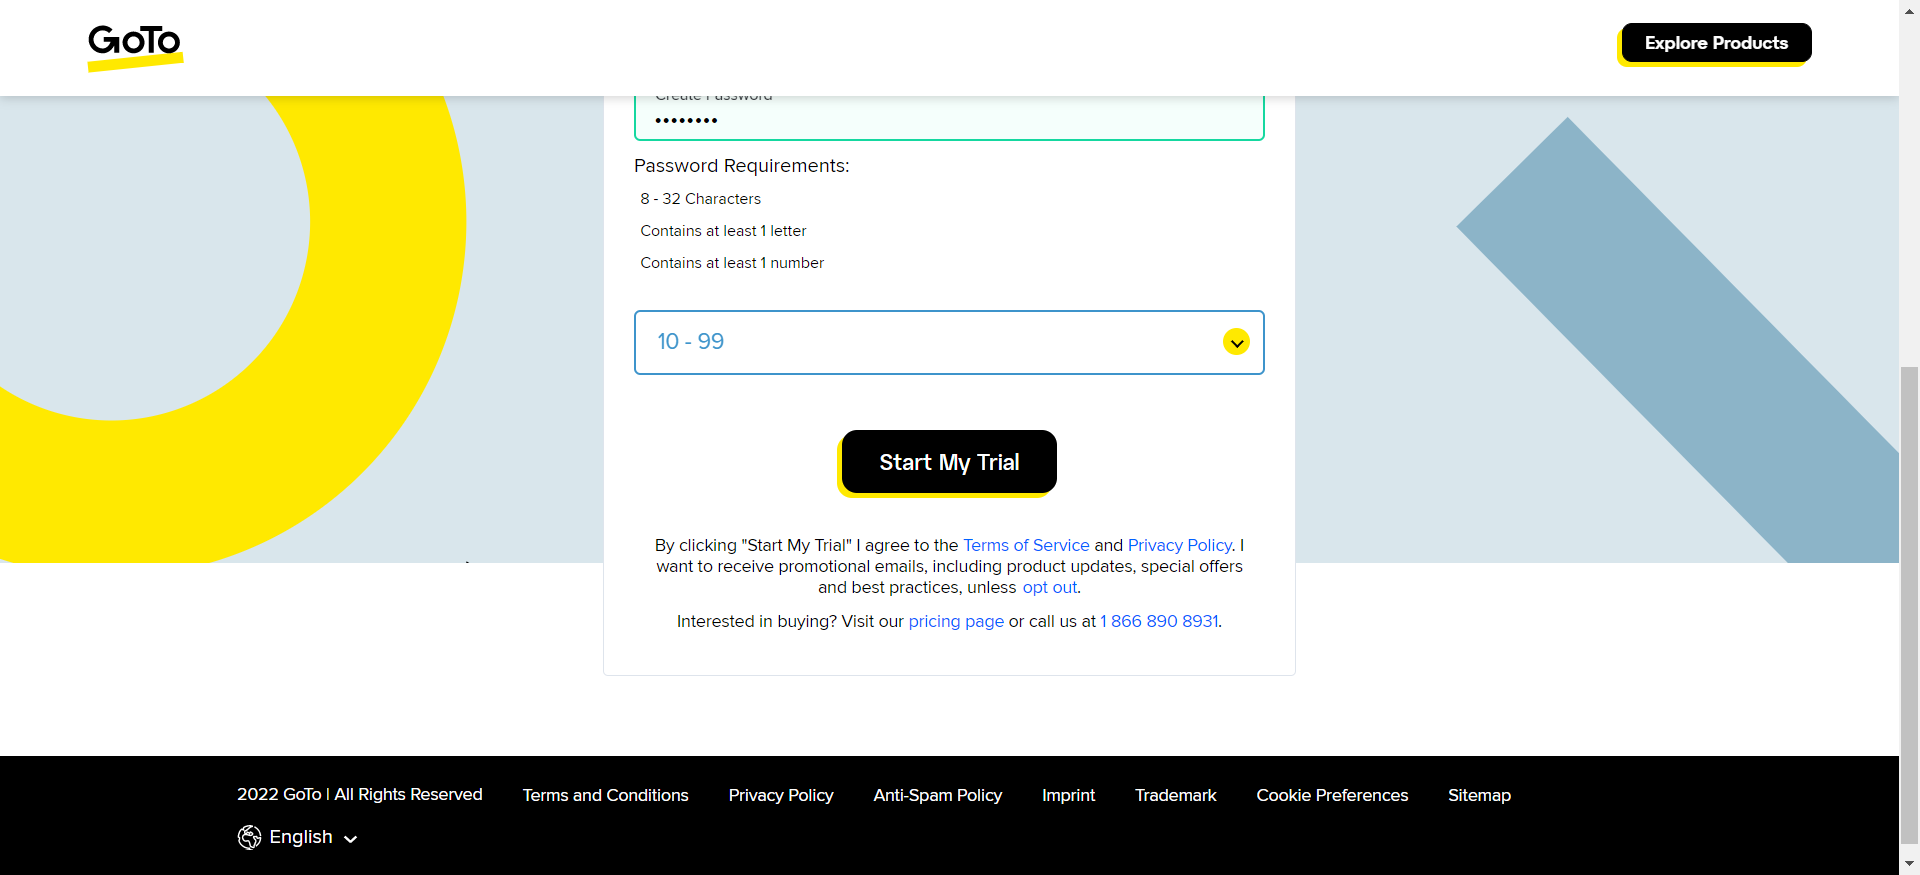 GoTo
Explore Products
Create Password
••••••••
Password Requirements:
8 - 32 Characters
Contains at least 1 letter
Contains at least 1 number
10 - 99
Start My Trial
By clicking "Start My Trial" I agree to the Terms of Service and Privacy Policy. I
want to receive promotional emails, including product updates, special offers
and best practices, unless opt out.
Interested in buying? Visit our pricing page or call us at 1 866 890 8931.
2022 GoTo | All Rights Reserved
Terms and Conditions
Privacy Policy
Anti-Spam Policy
Imprint
Trademark
Cookie Preferences
Sitemap
English